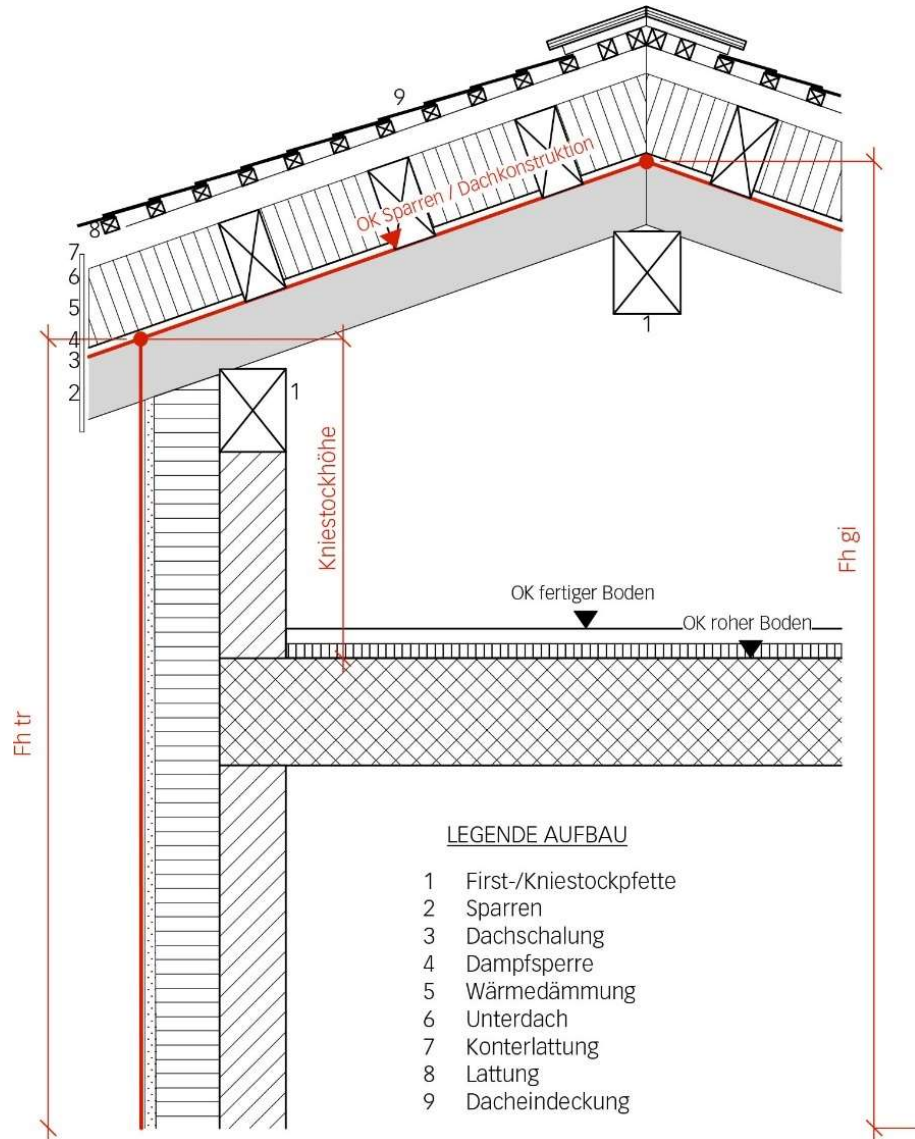 9
OK Sparren / Dachkonstruktion
8
7
6
5
4
3
2
1
1
Kniestockhöhe
Fh gi
Fh tr
OK fertiger Boden
OK roher Boden
LEGENDE AUFBAU
1 First-/Kniestockpfette
2 Sparren
3 Dachschalung
4 Dampfsperre
5 Wärmedämmung
6 Unterdach
7 Konterlattung
8 Lattung
9 Dacheindeckung